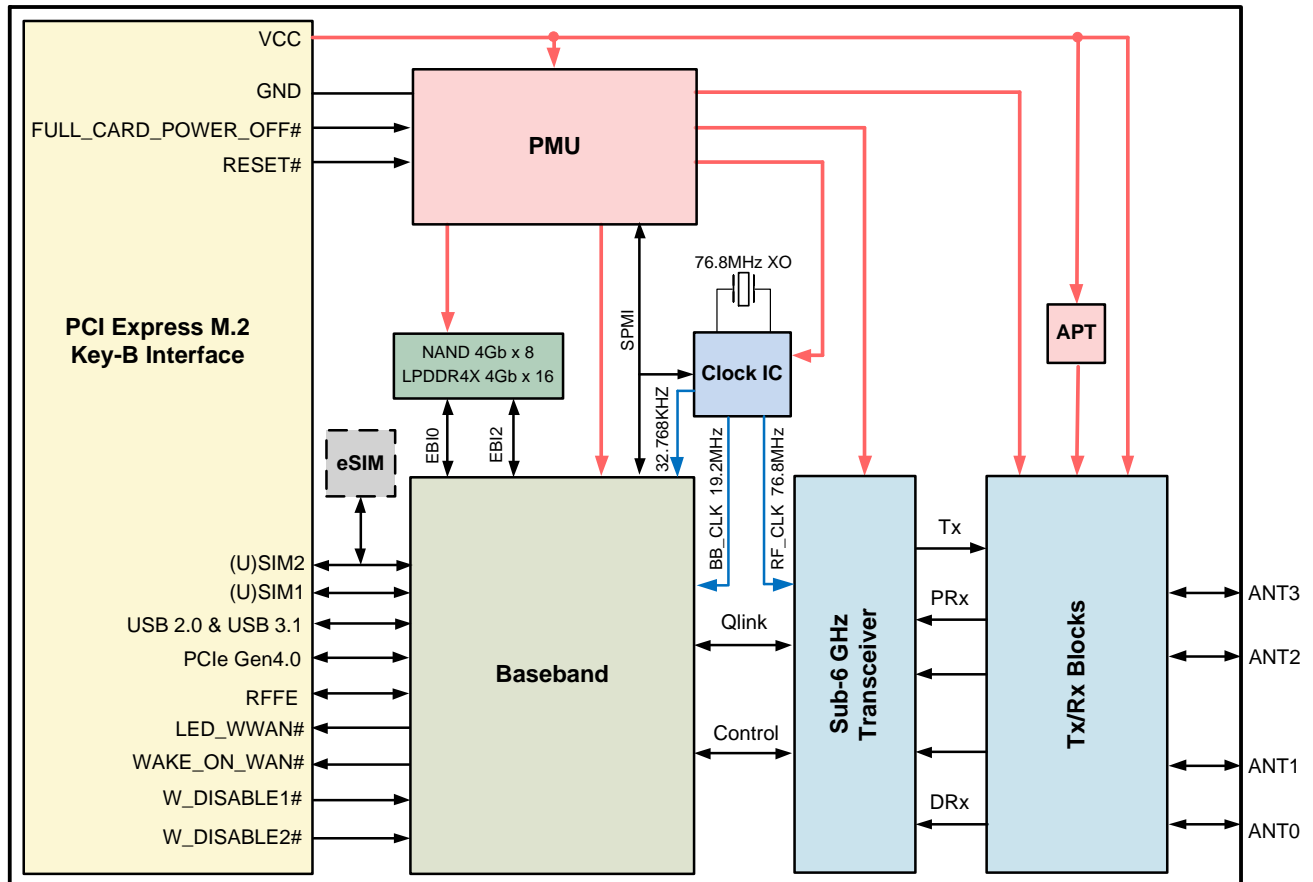 VCC
GND
FULL_CARD_POWER_OFF#
RESET#
PCI Express M.2
Key-B Interface
(U)SIM2
(U)SIM1
USB 2.0 & USB 3.1
PCIe Gen4.0
RFFE
LED_WWAN#
WAKE_ON_WAN#
W_DISABLE1#
W_DISABLE2#
eSIM
PMU
NAND 4Gb x 8
LPDDR4X 4Gb x 16
EBI0
EBI2
SPMI
76.8MHz XO
Clock IC
32.768KHZ
BB_CLK 19.2MHz
RF_CLK 76.8MHz
APT
Baseband
Qlink
Control
Sub-6 GHz
Transceiver
Tx
PRx
DRx
Tx/Rx Blocks
ANT3
ANT2
ANT1
ANT0